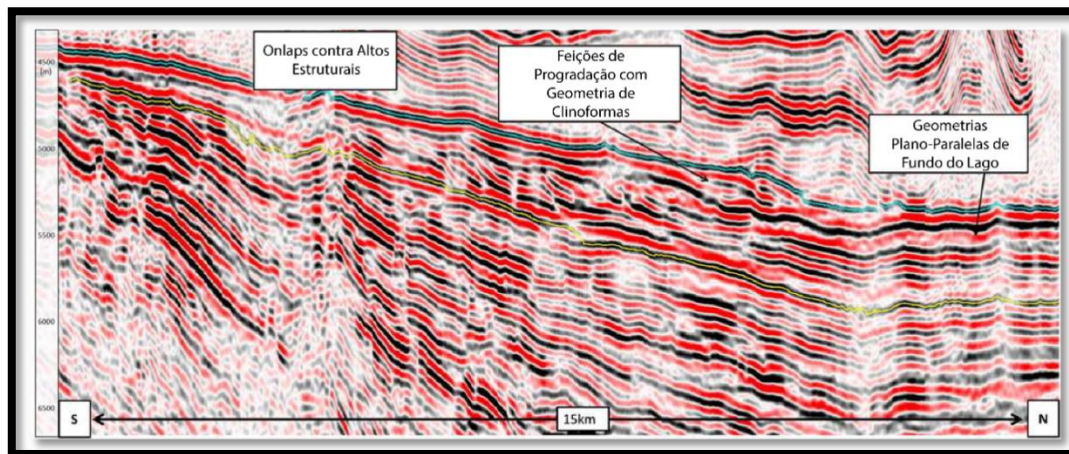 Onlaps contra Altos
Estruturais
Feições de
Progradação com
Geometria de
Clinoformas
Geometrias
Plano-Paralelas de
Fundo do Lago
4500
(m)
5000
5500
6000
6500
S
15km
N